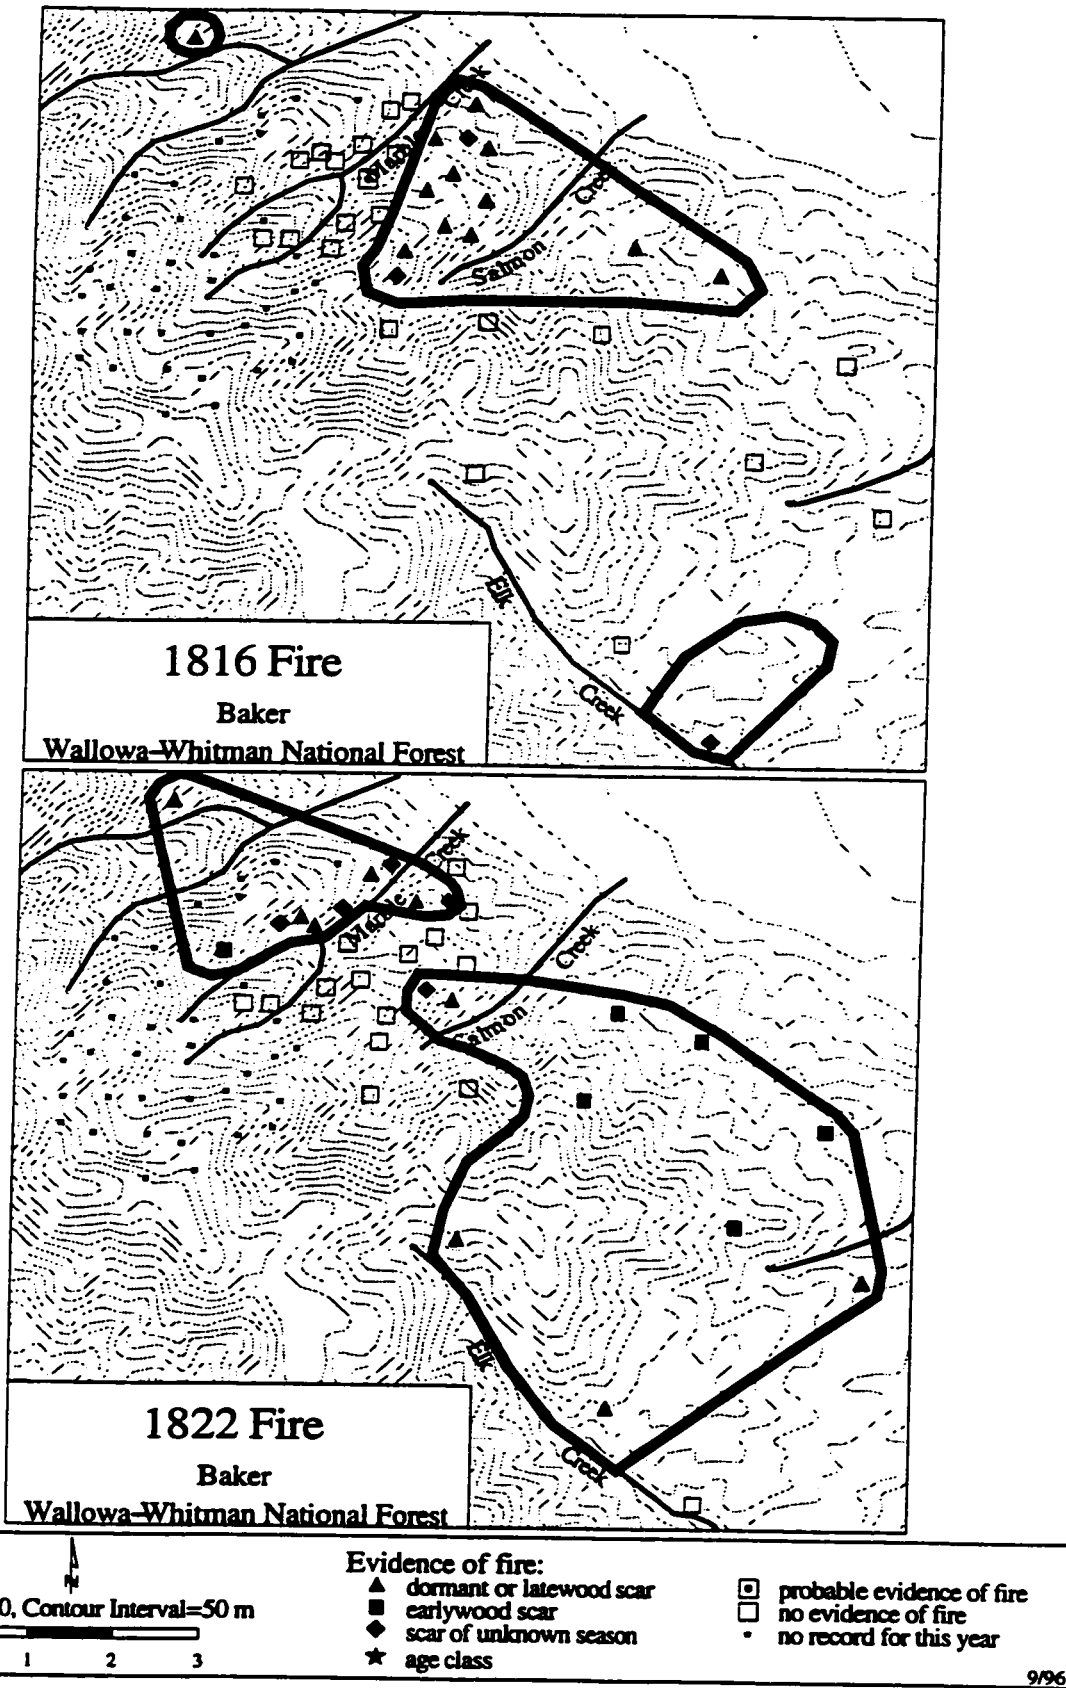 Marble
Creek
Creek
Salmon
Elk
Creek
1816 Fire
Baker
Wallowa-Whitman National Forest
Creek
Marble
Creek
Salmon
Elk
Creek
1822 Fire
Baker
Wallowa-Whitman National Forest
N
0, Contour Interval=50 m
1 2 3
Evidence of fire:
dormant or latewood scar
earlywood scar
scar of unknown season
age class
probable evidence of fire
no evidence of fire
no record for this year
9/96